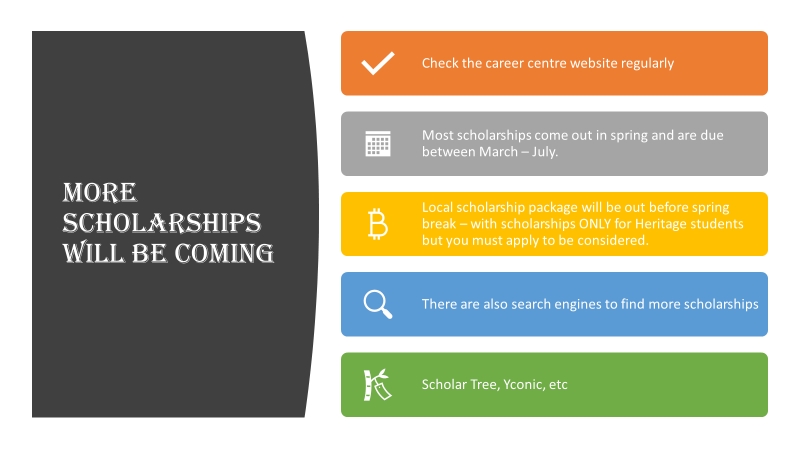 MORE
SCHOLARSHIPS
WILL BE COMING
Check the career centre website regularly
Most scholarships come out in spring and are due
between March – July.
Local scholarship package will be out before spring
break – with scholarships ONLY for Heritage students
but you must apply to be considered.
There are also search engines to find more scholarships
Scholar Tree, Yconic, etc